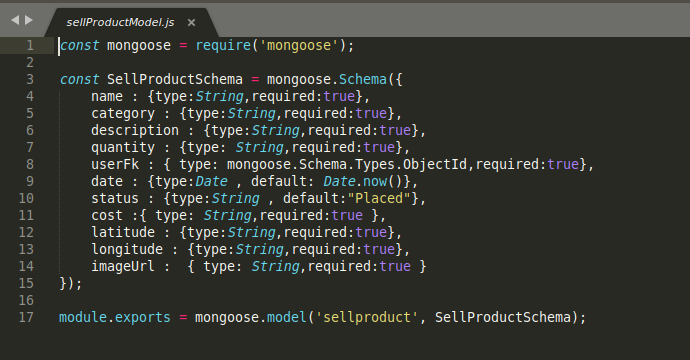 sellProductModel.js ×
1 const mongoose = require('mongoose');
2
3 const SellProductSchema = mongoose.Schema({
4     name : {type:String,required:true},
5     category : {type:String,required:true},
6     description : {type:String,required:true},
7     quantity : {type: String,required:true},
8     userFk : { type: mongoose.Schema.Types.ObjectId,required:true},
9     date : {type:Date , default: Date.now()},
10     status : {type:String , default:"Placed"},
11     cost :{ type: String,required:true },
12     latitude : {type:String,required:true},
13     longitude : {type:String,required:true},
14     imageUrl :  { type: String,required:true }
15 });
16
17 module.exports = mongoose.model('sellproduct', SellProductSchema);